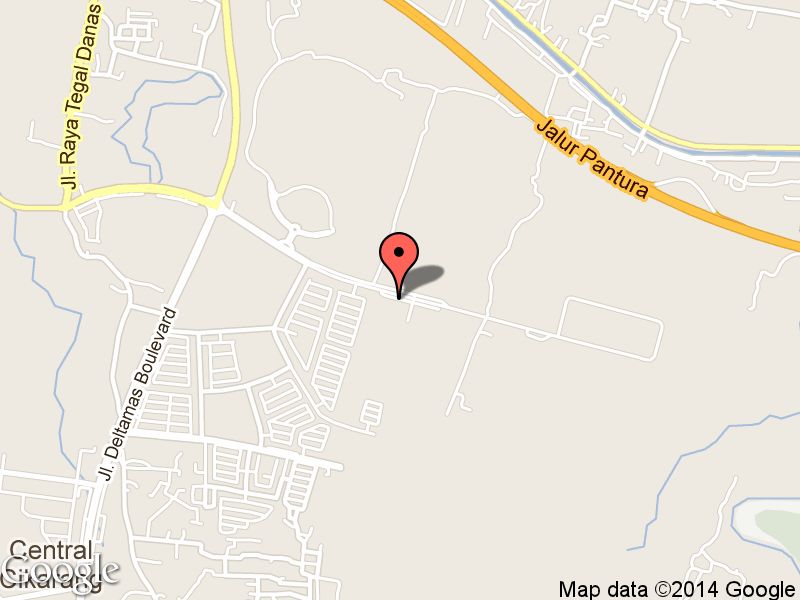 Jl. Raya Tegal Danas
Jalur Pantura
Jl. Deltamas Boulevard
Central
Cikarang
Google
Map data ©2014 Google